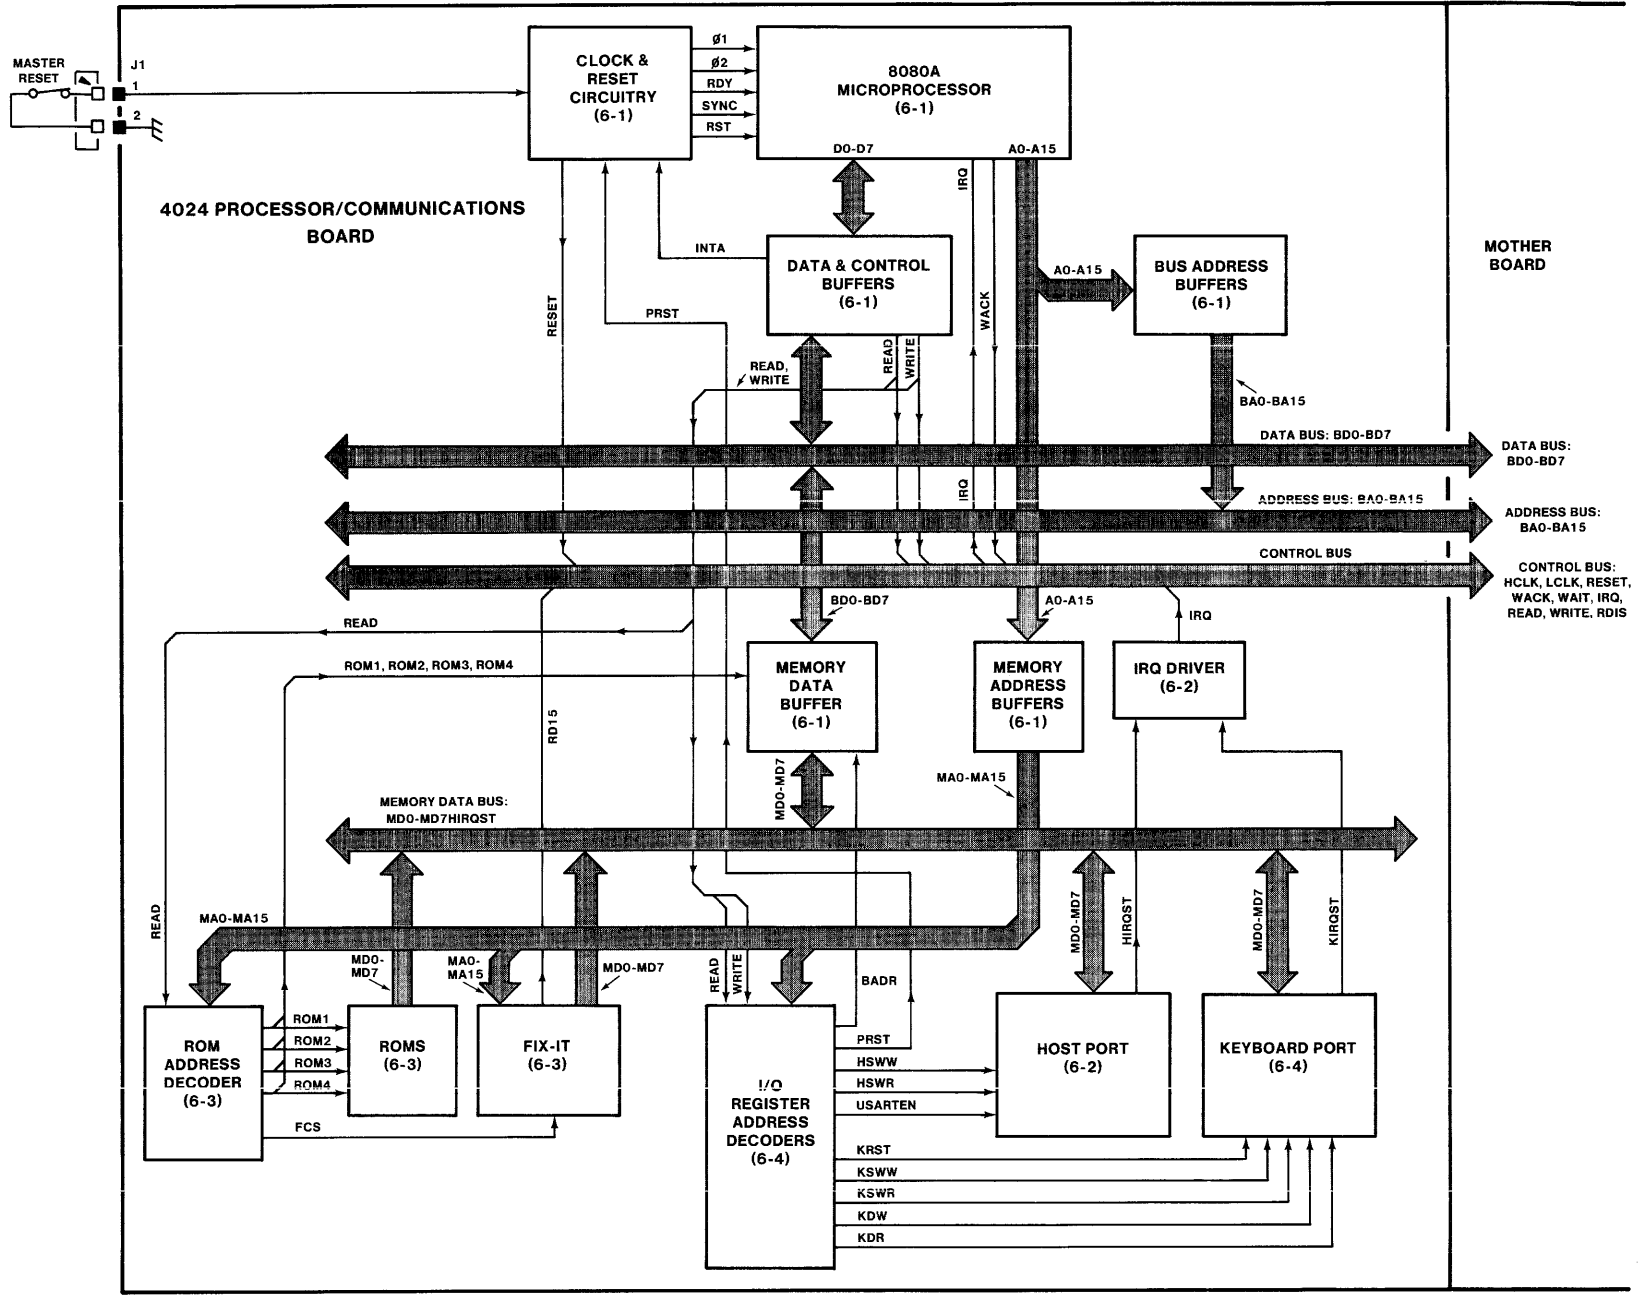 MASTER
RESET
J1
1
2
CLOCK &
RESET
CIRCUITRY
(6-1)
Ø1
Ø2
RDY
SYNC
RST
8080A
MICROPROCESSOR
(6-1)
D0-D7
A0-A15
4024 PROCESSOR/COMMUNICATIONS
BOARD
MOTHER
BOARD
INTA
DATA & CONTROL
BUFFERS
(6-1)
IRQ
WACK
A0-A15
BUS ADDRESS
BUFFERS
(6-1)
RESET
PRST
READ,
WRITE
READ
WRITE
BA0-BA15
DATA BUS: BD0-BD7
DATA BUS:
BD0-BD7
IRQ
ADDRESS BUS: BA0-BA15
ADDRESS BUS:
BA0-BA15
CONTROL BUS
CONTROL BUS:
HCLK, LCLK, RESET,
WACK, WAIT, IRQ,
READ, WRITE, RDIS
BD0-BD7
A0-A15
IRQ
READ
ROM1, ROM2, ROM3, ROM4
MEMORY
DATA
BUFFER
(6-1)
MEMORY
ADDRESS
BUFFERS
(6-1)
IRQ DRIVER
(6-2)
RD15
MD0-MD7
MA0-MA15
MEMORY DATA BUS:
MD0-MD7HIRQST
READ
MA0-MA15
MD0-
MD7
MA0-
MA15
MD0-MD7
READ
WRITE
BADR
MD0-MD7
HIRQST
MD0-MD7
KIRQST
ROM
ADDRESS
DECODER
(6-3)
ROM1
ROM2
ROM3
ROM4
FCS
ROMS
(6-3)
FIX-IT
(6-3)
I/O
REGISTER
ADDRESS
DECODERS
(6-4)
PRST
HSWW
HSWR
USARTEN
KRST
KSWW
KSWR
KDW
KDR
HOST PORT
(6-2)
KEYBOARD PORT
(6-4)